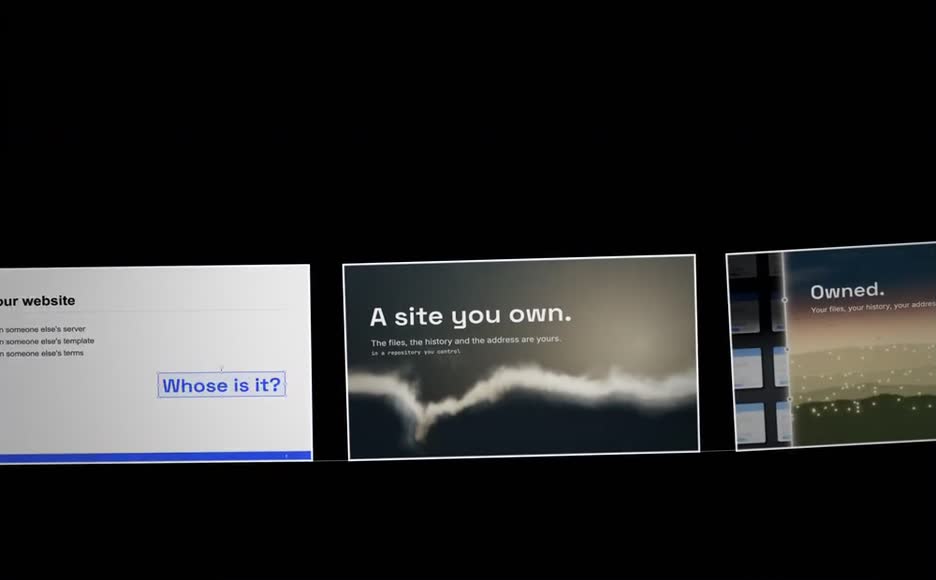 our website
n someone else's server
n someone else's template
n someone else's terms
Whose is it?
A site you own.
The files, the history and the address are yours.
in a repository you control
Owned.
Your files, your history, your address